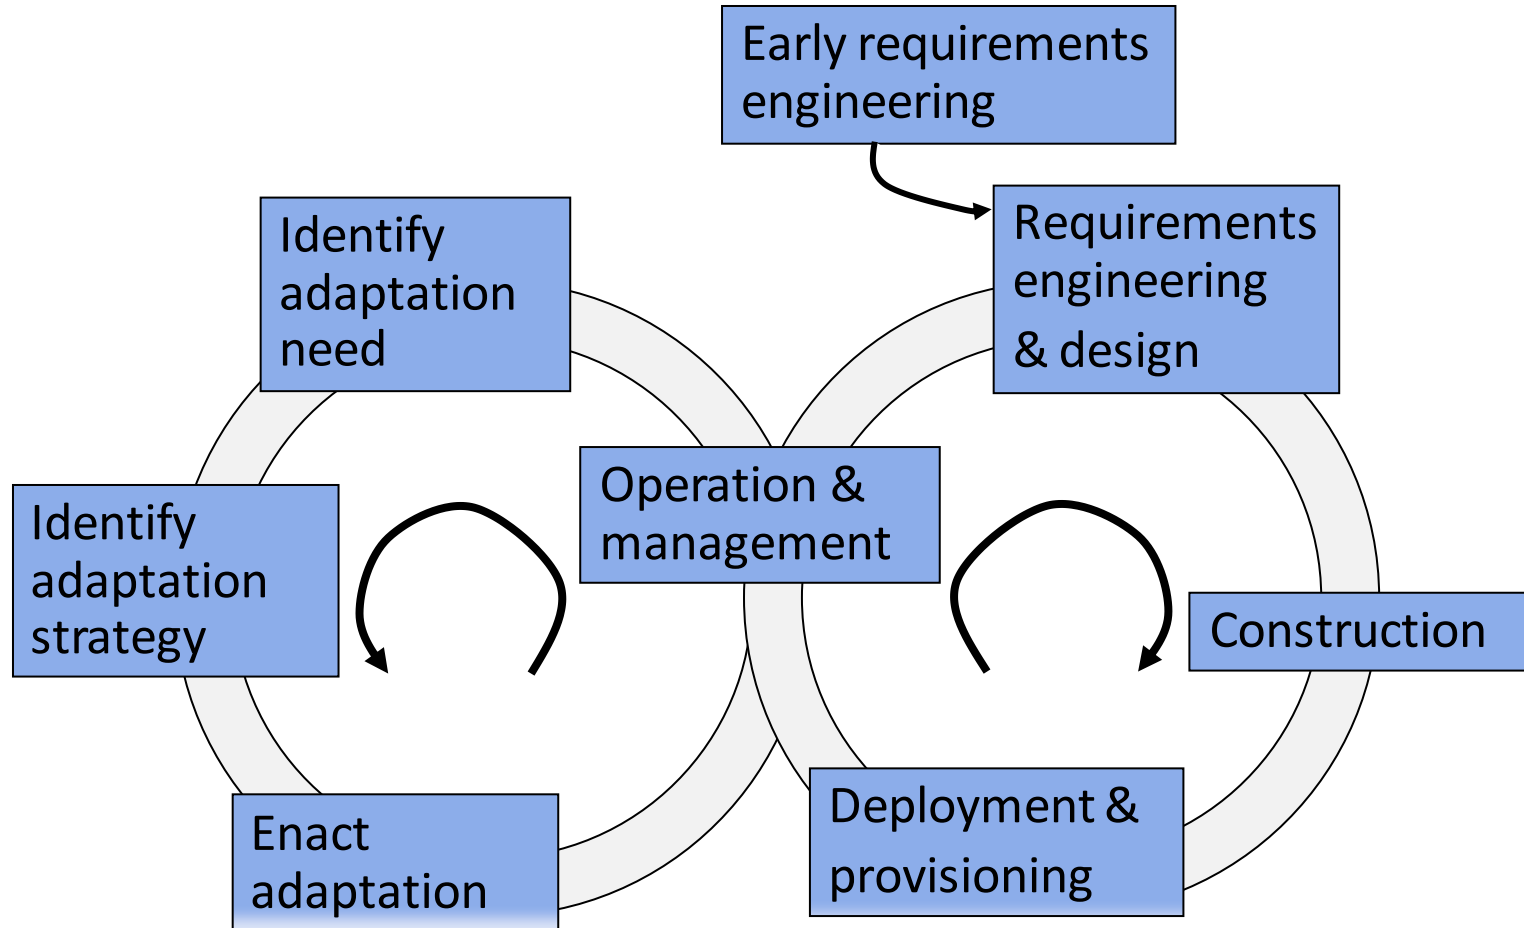 Early requirements
engineering
Requirements
engineering
& design
Identify
adaptation
need
Operation &
management
Identify
adaptation
strategy
Construction
Deployment &
provisioning
Enact
adaptation